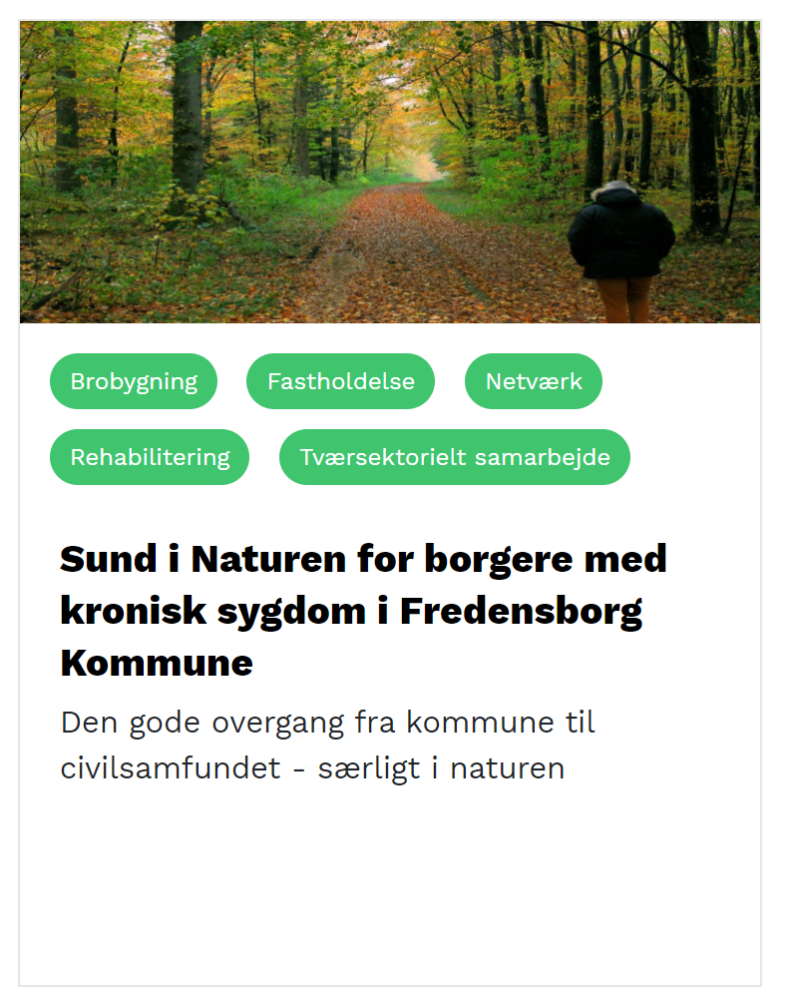 Brobygning Fastholdelse Netværk
Rehabilitering Tværsektorielt samarbejde
Sund i Naturen for borgere med
kronisk sygdom i Fredensborg
Kommune
Den gode overgang fra kommune til
civilsamfundet - særligt i naturen